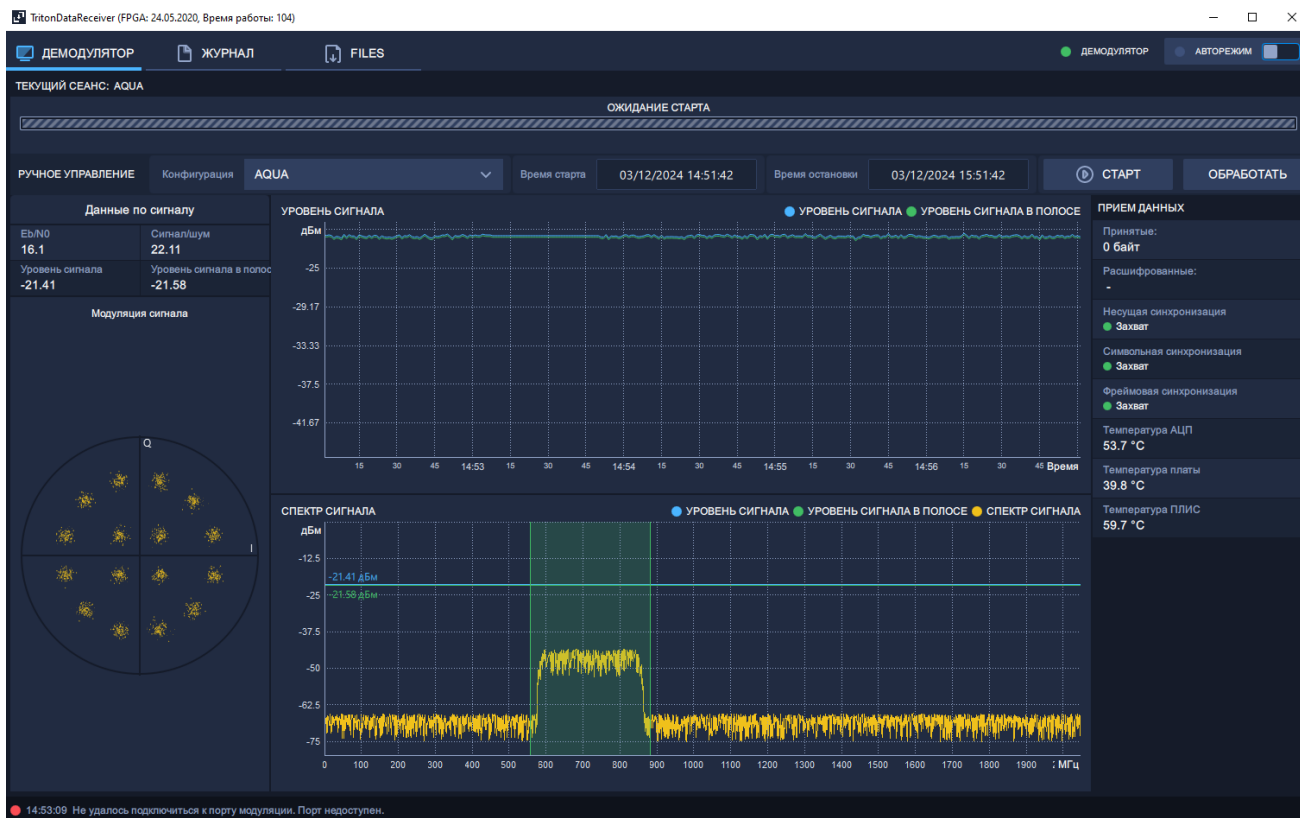 TritonDataReceiver (FPGA: 24.05.2020, Время работы: 104)
ДЕМОДУЛЯТОР ЖУРНАЛ FILES ДЕМОДУЛЯТОР АВТОРЕЖИМ
ТЕКУЩИЙ СЕАНС: AQUA
ОЖИДАНИЕ СТАРТА
РУЧНОЕ УПРАВЛЕНИЕ Конфигурация AQUA Время старта 03/12/2024 14:51:42 Время остановки 03/12/2024 15:51:42 СТАРТ ОБРАБОТАТЬ
Данные по сигналу
Eb/N0 Сигнал/шум
16.1 22.11
Уровень сигнала Уровень сигнала в полос
-21.41 -21.58
Модуляция сигнала
Q
I
УРОВЕНЬ СИГНАЛА УРОВЕНЬ СИГНАЛА УРОВЕНЬ СИГНАЛА В ПОЛОСЕ
дБм
-25
-29.17
-33.33
-37.5
-41.67
15 30 45 14:53 15 30 45 14:54 15 30 45 14:55 15 30 45 14:56 15 30 45 Время
СПЕКТР СИГНАЛА УРОВЕНЬ СИГНАЛА УРОВЕНЬ СИГНАЛА В ПОЛОСЕ СПЕКТР СИГНАЛА
дБм
-12.5
-21.41 дБм
-25 -21.58 дБм
-37.5
-50
-62.5
-75
0 100 200 300 400 500 600 700 800 900 1000 1100 1200 1300 1400 1500 1600 1700 1800 1900 : МГц
ПРИЕМ ДАННЫХ
Принятые:
0 байт
Расшифрованные:
-
Несущая синхронизация
Захват
Символьная синхронизация
Захват
Фреймовая синхронизация
Захват
Температура АЦП
53.7 °C
Температура платы
39.8 °C
Температура ПЛИС
59.7 °C
14:53:09 Не удалось подключиться к порту модуляции. Порт недоступен.